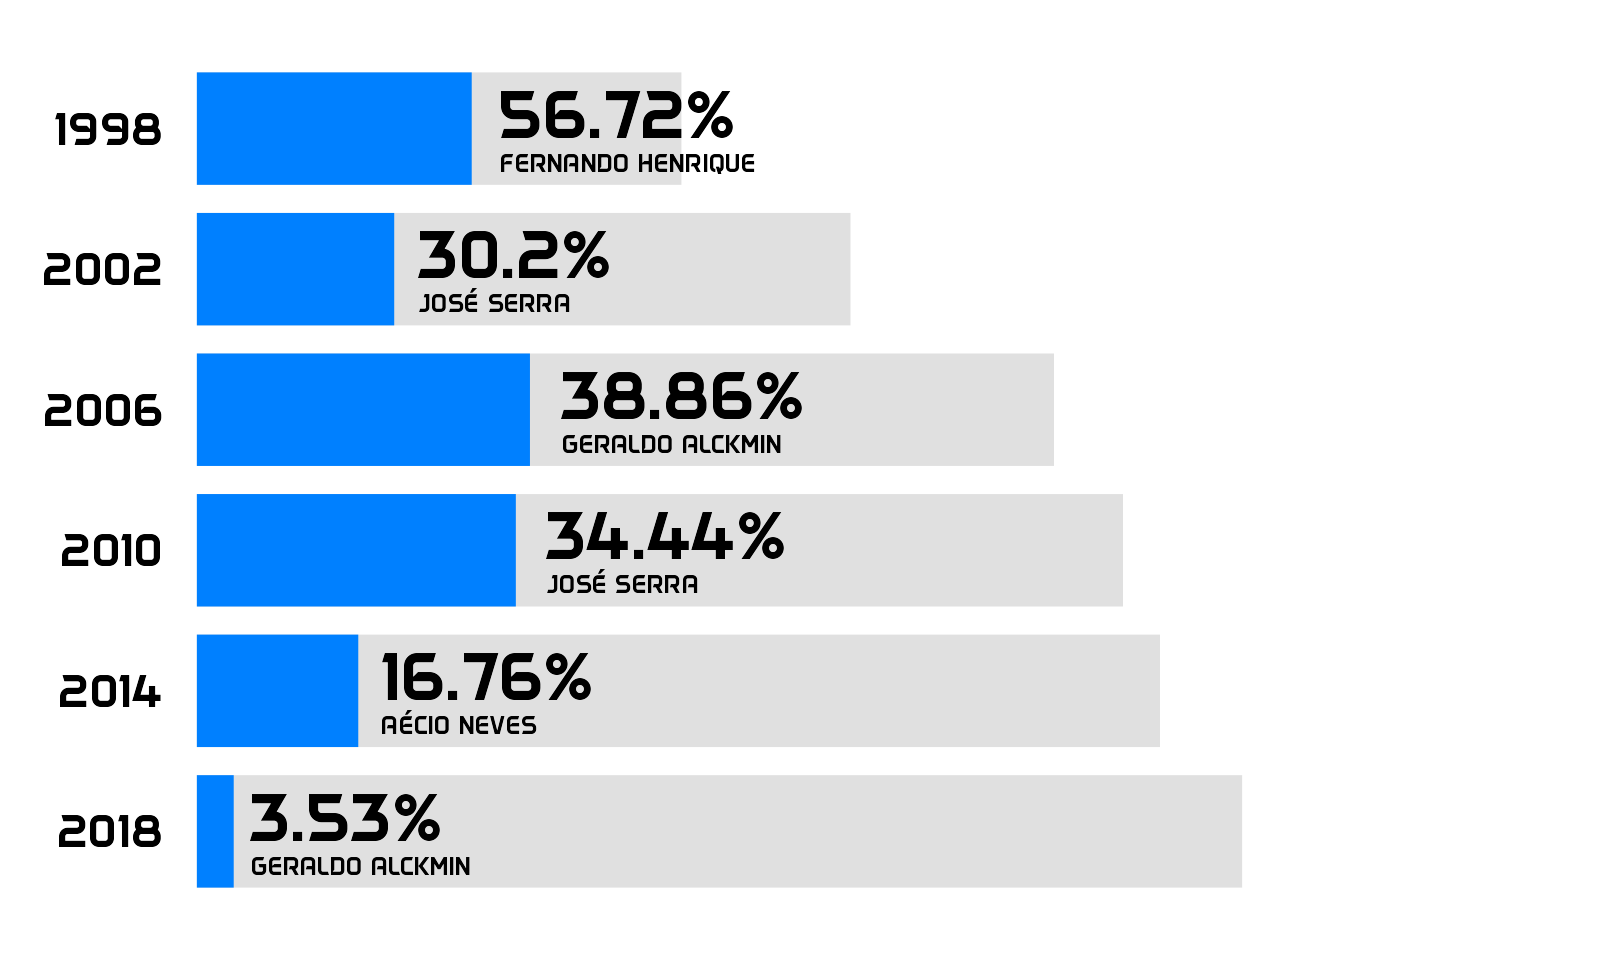 1998
56.72%
FERNANDO HENRIQUE
2002
30.2%
JOSÉ SERRA
2006
38.86%
GERALDO ALCKMIN
2010
34.44%
JOSÉ SERRA
2014
16.76%
AÉCIO NEVES
2018
3.53%
GERALDO ALCKMIN